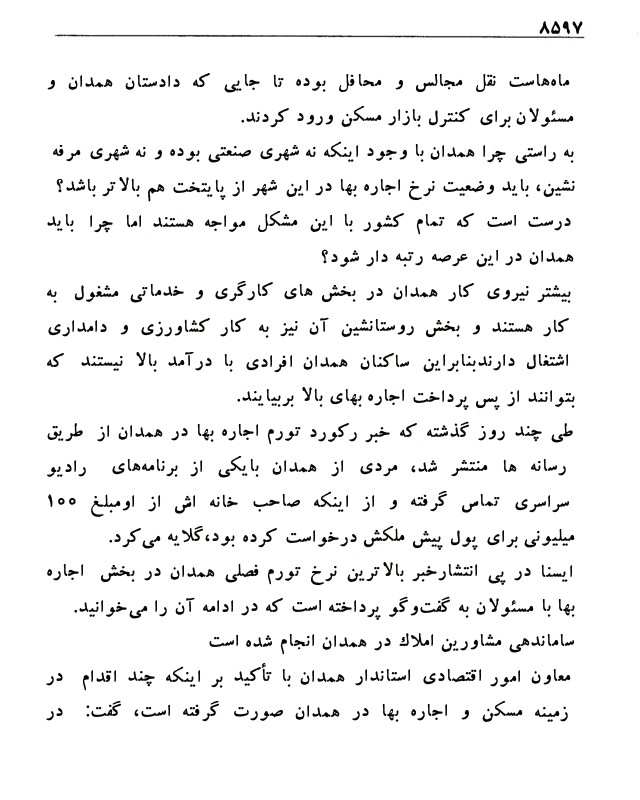 ۸۵۹۷
ماه‌هاست نقل مجالس و محافل بوده تا جایی که دادستان همدان و
مسئولان برای کنترل بازار مسکن ورود کردند.
به راستی چرا همدان با وجود اینکه نه شهری صنعتی بوده و نه شهری مرفه
نشین، باید وضعیت نرخ اجاره بها در این شهر از پایتخت هم بالاتر باشد؟
درست است که تمام کشور با این مشکل مواجه هستند اما چرا باید
همدان در این عرصه رتبه دار شود؟
بیشتر نیروی کار همدان در بخش های کارگری و خدماتی مشغول به
کار هستند و بخش روستانشین آن نیز به کار کشاورزی و دامداری
اشتغال دارندبنابراین ساکنان همدان افرادی با درآمد بالا نیستند که
بتوانند از پس پرداخت اجاره بهای بالا بربیایند.
طی چند روز گذشته که خبر رکورد تورم اجاره بها در همدان از طریق
رسانه ها منتشر شد، مردی از همدان بایکی از برنامه‌های رادیو
سراسری تماس گرفته و از اینکه صاحب خانه اش از اومبلغ ۱۰۰
میلیونی برای پول پیش ملکش درخواست کرده بود،گلایه می‌کرد.
ایسنا در پی انتشارخبر بالاترین نرخ تورم فصلی همدان در بخش اجاره
بها با مسئولان به گفت‌وگو پرداخته است که در ادامه آن را می‌خوانید.
ساماندهی مشاورین املاك در همدان انجام شده است
معاون امور اقتصادی استاندار همدان با تأکید بر اینکه چند اقدام در
زمینه مسکن و اجاره بها در همدان صورت گرفته است، گفت: در